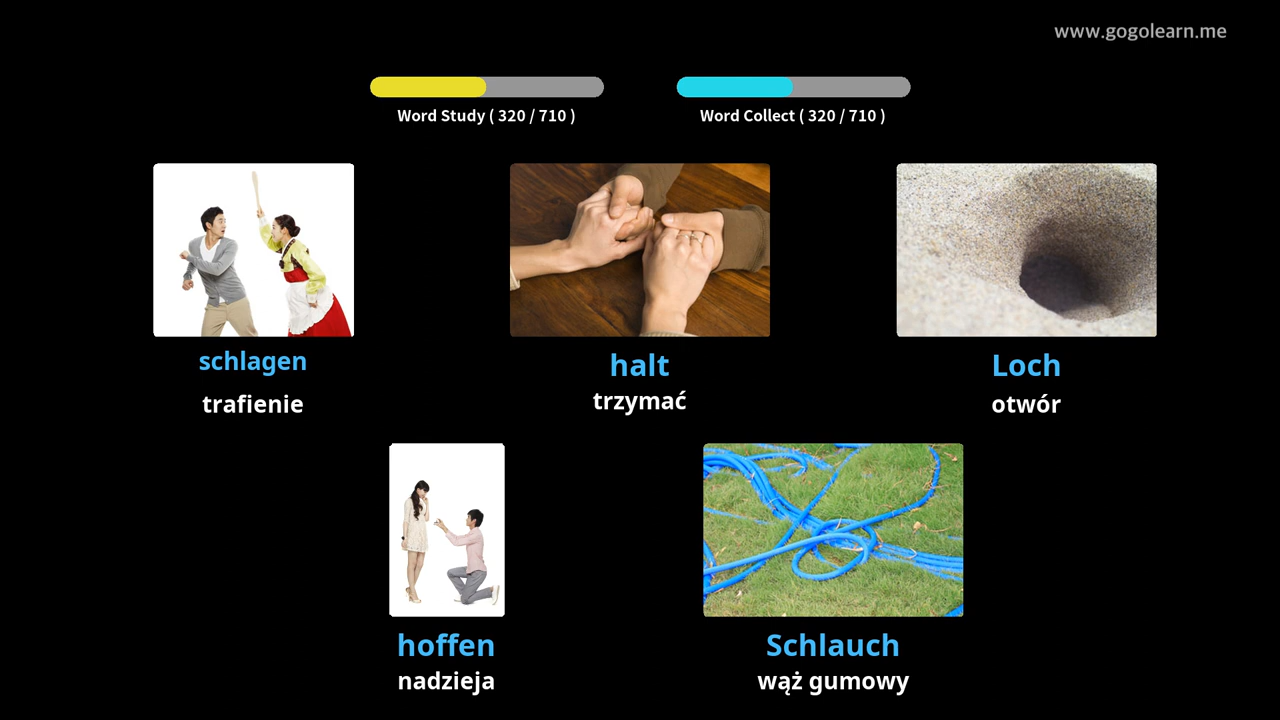 www.gogolearn.me
Word Study ( 320 / 710 )
Word Collect ( 320 / 710 )
schlagen
trafienie
halt
trzymać
Loch
otwór
hoffen
nadzieja
Schlauch
wąż gumowy